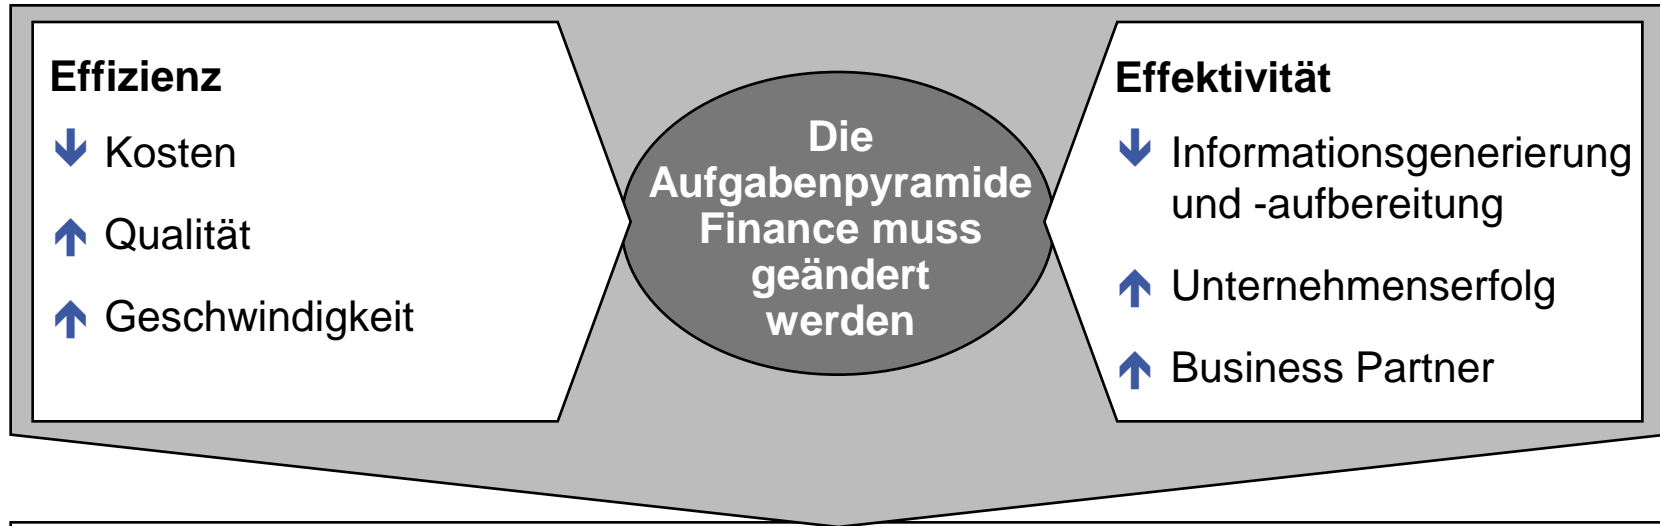 Effizienz
Kosten
Qualität
Geschwindigkeit
Die
Aufgabenpyramide
Finance muss
geändert
werden
Effektivität
Informationsgenerierung
und -aufbereitung
Unternehmenserfolg
Business Partner